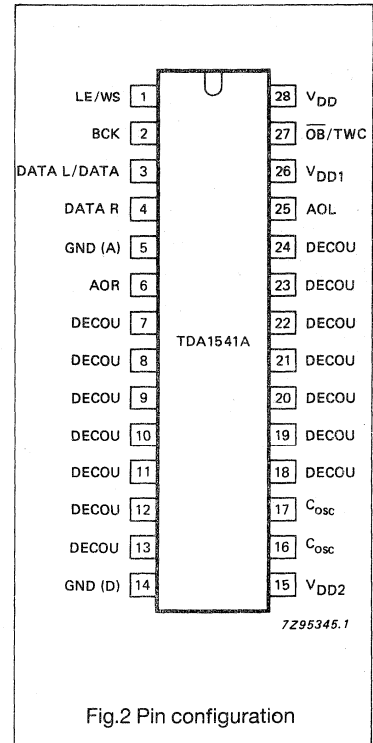 LE/WS 1 28 VDD
BCK 2 27 OB/TWC
DATA L/DATA 3 26 VDD1
DATA R 4 25 AOL
GND (A) 5 24 DECOU
AOR 6 23 DECOU
DECOU 7 22 DECOU
TDA1541A
DECOU 8 21 DECOU
DECOU 9 20 DECOU
DECOU 10 19 DECOU
DECOU 11 18 DECOU
DECOU 12 17 Cosc
DECOU 13 16 Cosc
GND (D) 14 15 VDD2
7Z95345.1
Fig.2 Pin configuration